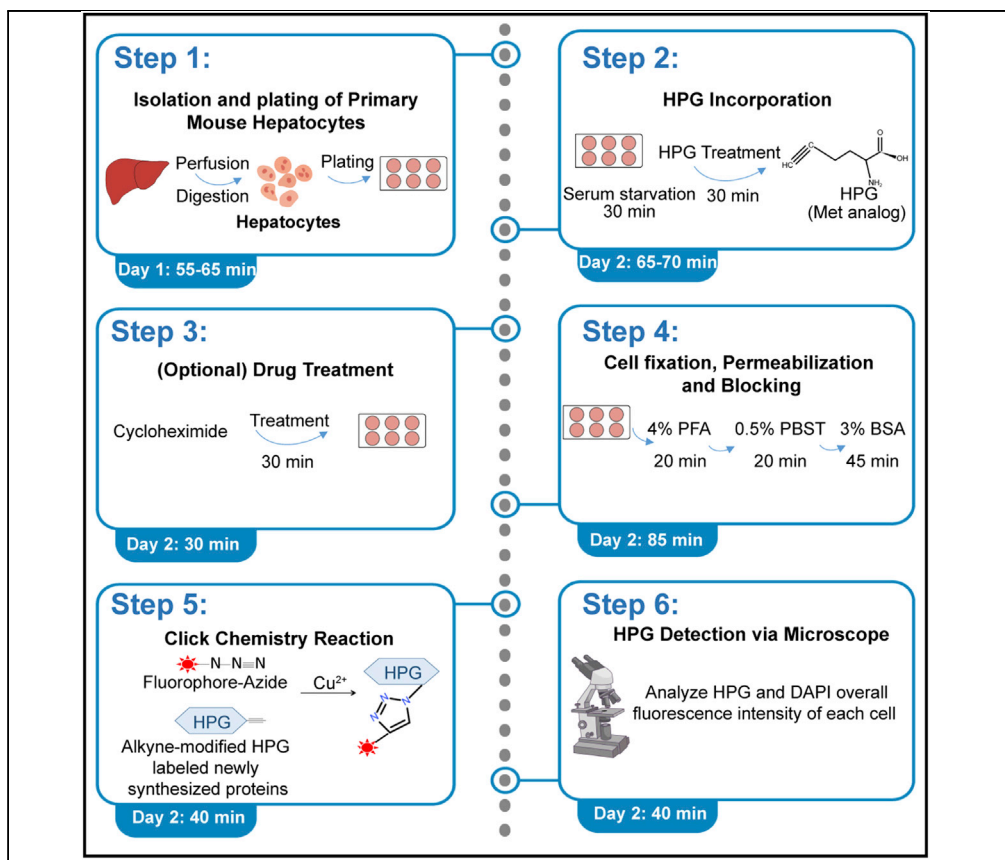 Step 1:
Isolation and plating of Primary
Mouse Hepatocytes
Perfusion
Digestion
Plating
Hepatocytes
Day 1: 55-65 min
Step 2:
HPG Incorporation
HPG Treatment
30 min
Serum starvation
30 min
HC
O
OH
NH₂
HPG
(Met analog)
Day 2: 65-70 min
Step 3:
(Optional) Drug Treatment
Cycloheximide
Treatment
30 min
Day 2: 30 min
Step 4:
Cell fixation, Permeabilization
and Blocking
4% PFA
20 min
0.5% PBST
20 min
3% BSA
45 min
Day 2: 85 min
Step 5:
Click Chemistry Reaction
N–N≡N
Fluorophore-Azide
Cu²⁺
HPG
Alkyne-modified HPG
labeled newly
synthesized proteins
HPG
N
N
N
Day 2: 40 min
Step 6:
HPG Detection via Microscope
Analyze HPG and DAPI overall
fluorescence intensity of each cell
Day 2: 40 min